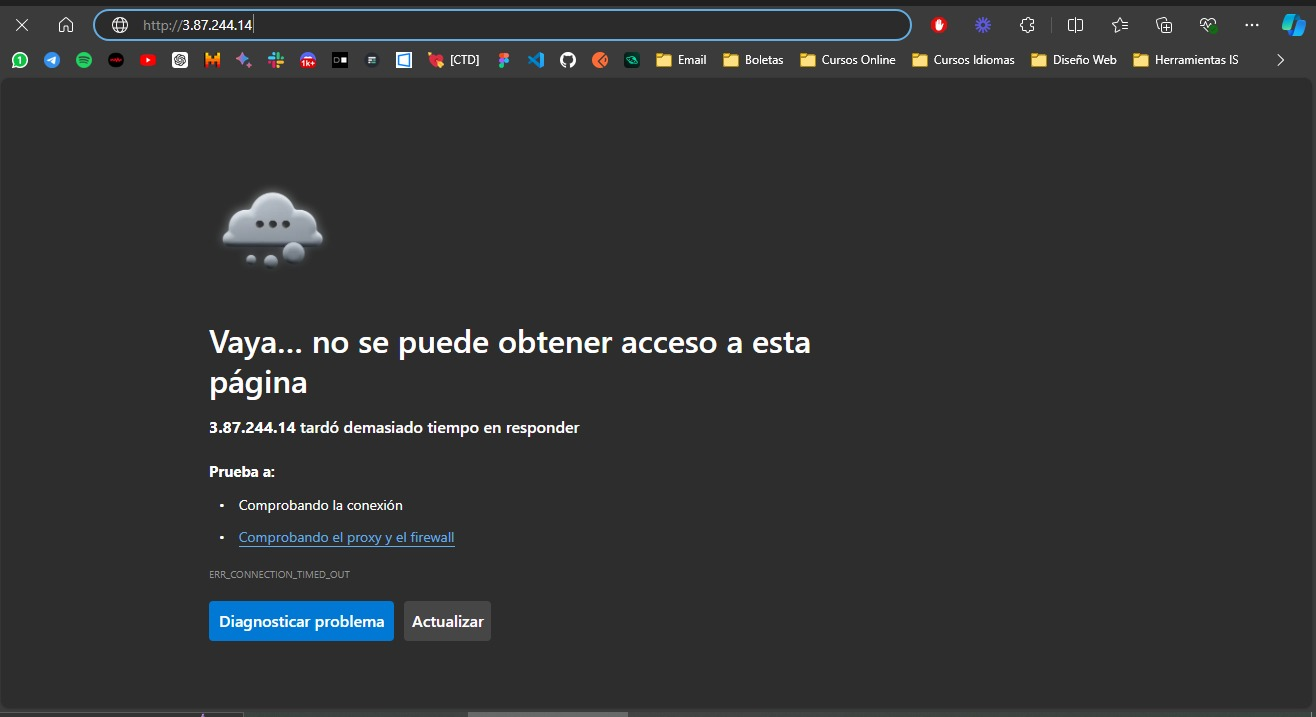 http://3.87.244.14
1
1k+
[CTD]
Email
Boletas
Cursos Online
Cursos Idiomas
Diseño Web
Herramientas IS
Vaya... no se puede obtener acceso a esta
página
3.87.244.14 tardó demasiado tiempo en responder
Prueba a:
• Comprobando la conexión
• Comprobando el proxy y el firewall
ERR_CONNECTION_TIMED_OUT
Diagnosticar problema
Actualizar